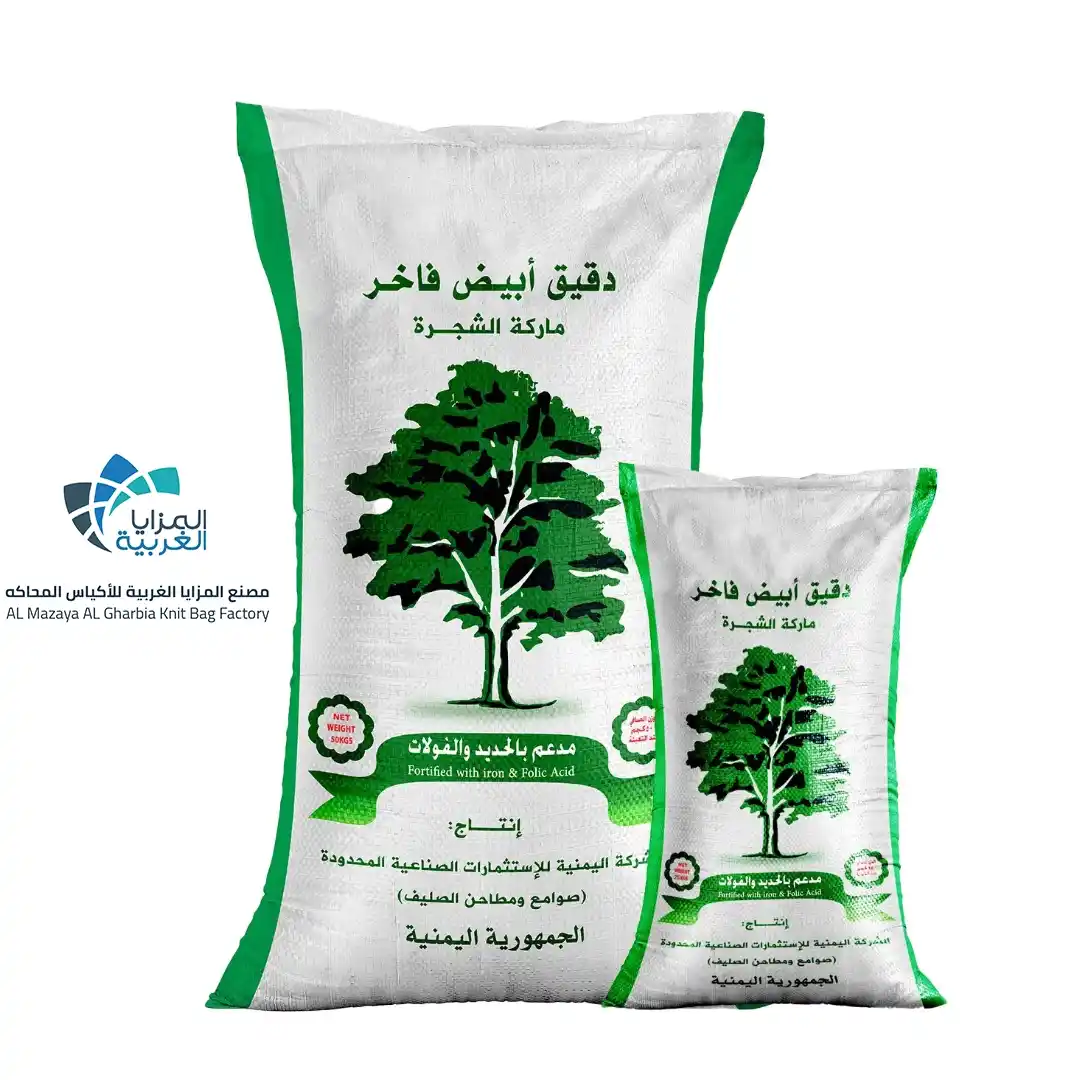 دقيق أبيض فاخر
ماركة الشجرة
NET
WEIGHT
50KGS
مدعم بالحديد والفولات
Fortified with iron & Folic Acid
إنتاج:
شركة اليمنية للإستثمارات الصناعية المحدودة
(صوامع ومطاحن الصليف)
الجمهورية اليمنية
المزايا
الغربية
مصنع المزايا الغربية للأكياس المحاكه
AL Mazaya AL Gharbia Knit Bag Factory
دقيق أبيض فاخر
ماركة الشجرة
NET
WEIGHT
مدعم بالحديد والفولات
Fortified with iron & Folic Acid
إنتاج:
الشركة اليمنية للإستثمارات الصناعية المحدودة
(صوامع ومطاحن الصليف)
الجمهورية اليمنية